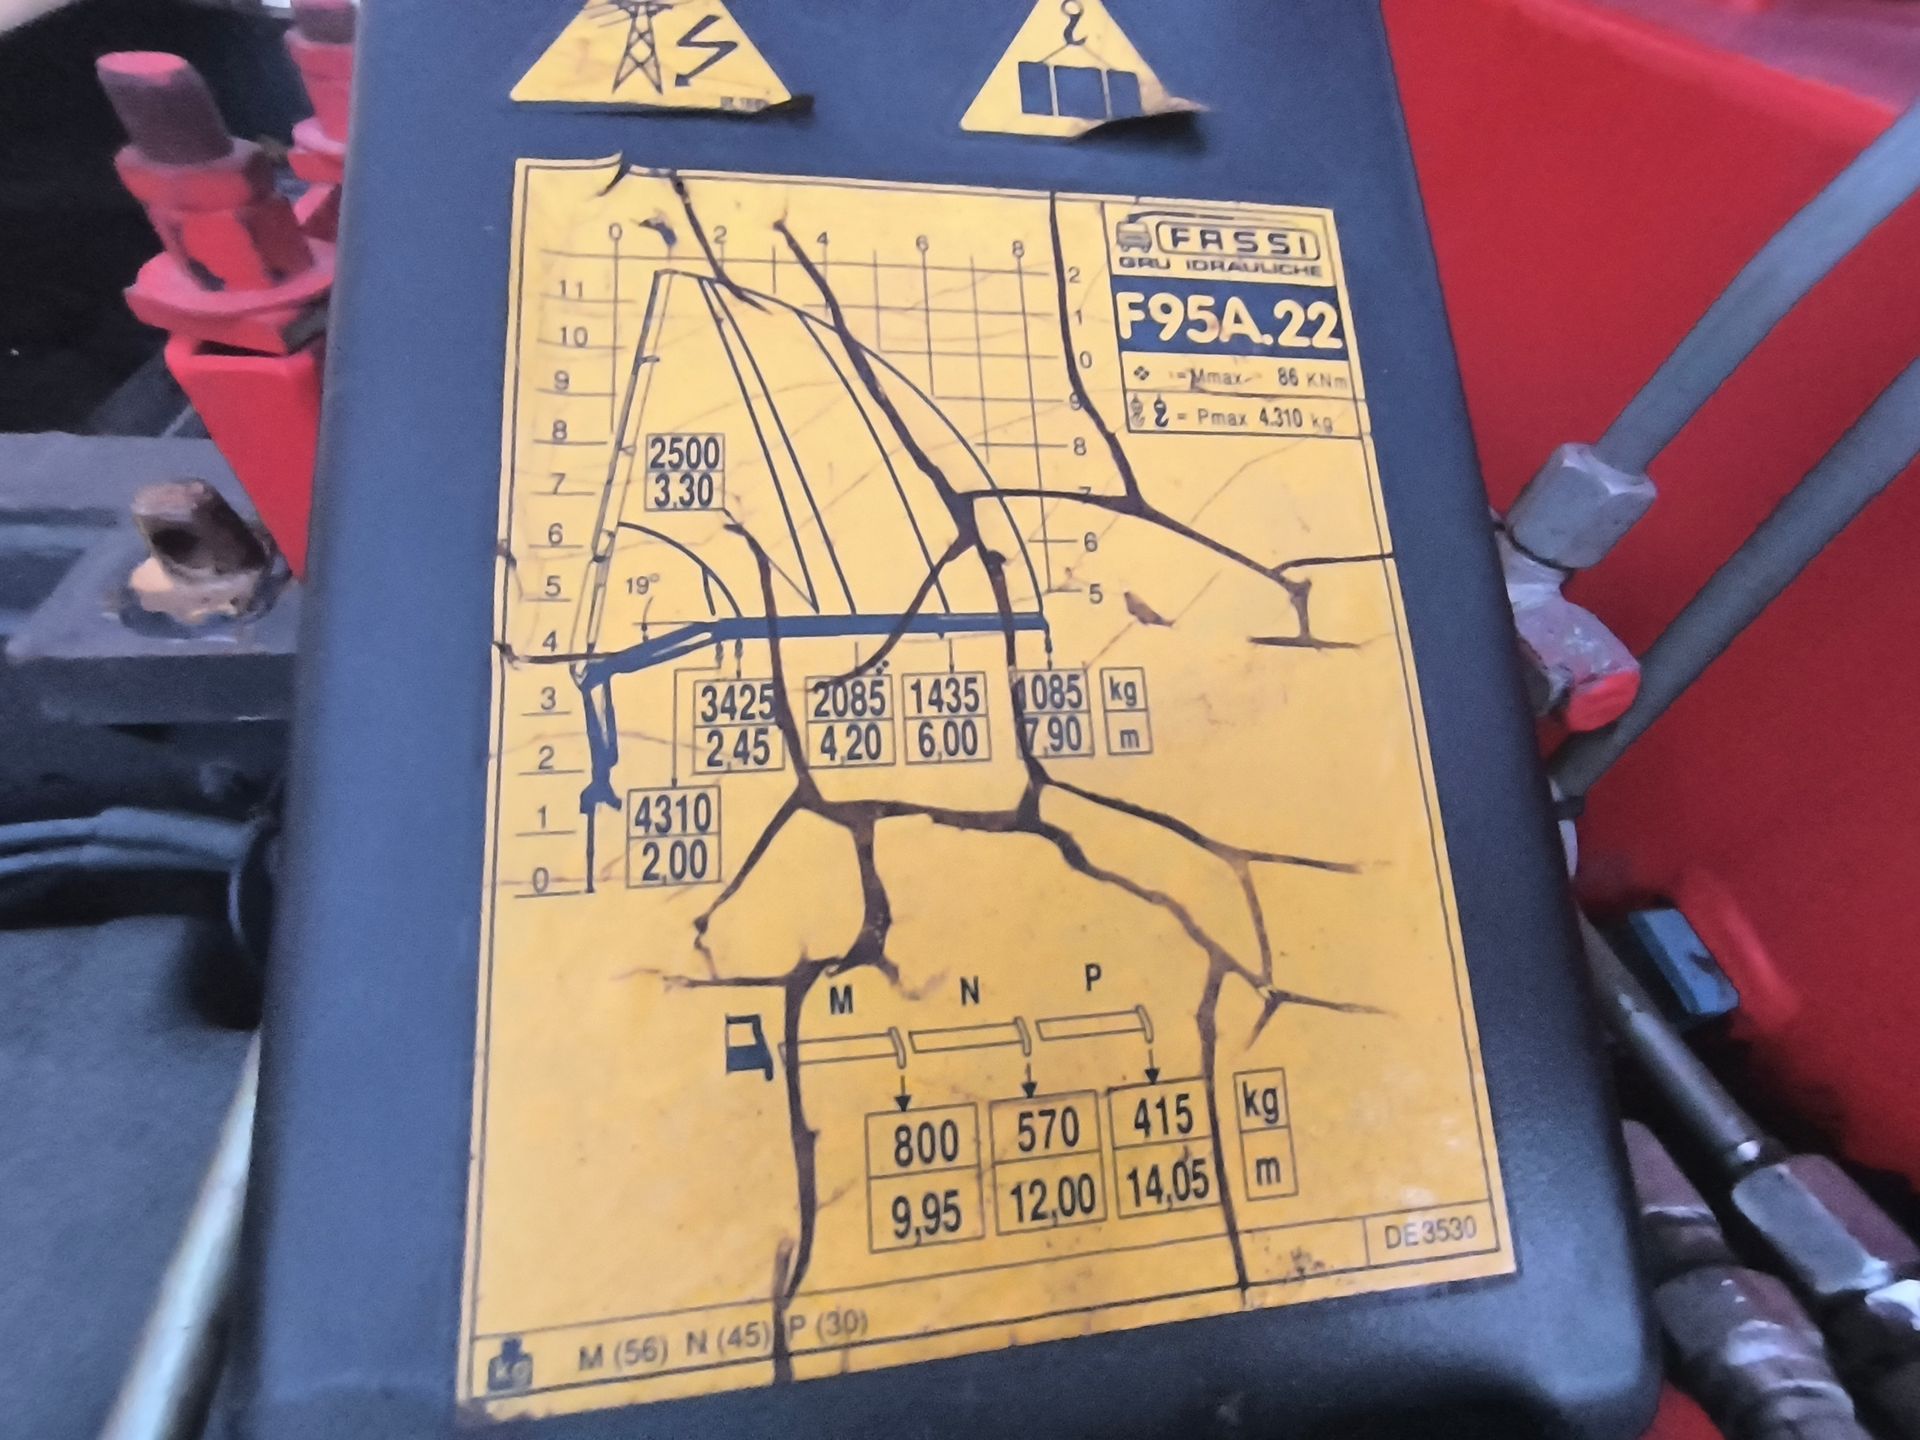 0 2 4 6 8
FASSI
GRU IDRAULICHE
F95A.22
= Mmax 86 KNm
= Pmax 4.310 kg
11
10
9
8
7
6
5
4
3
2
1
0
2
1
0
9
8
7
6
5
2500
3.30
19°
3425 2085 1435 1085 kg
2,45 4,20 6,00 7,90 m
4310
2,00
M N P
800 570 415 kg
9,95 12,00 14,05 m
DE3530
kg M (56) N (45) P (30)